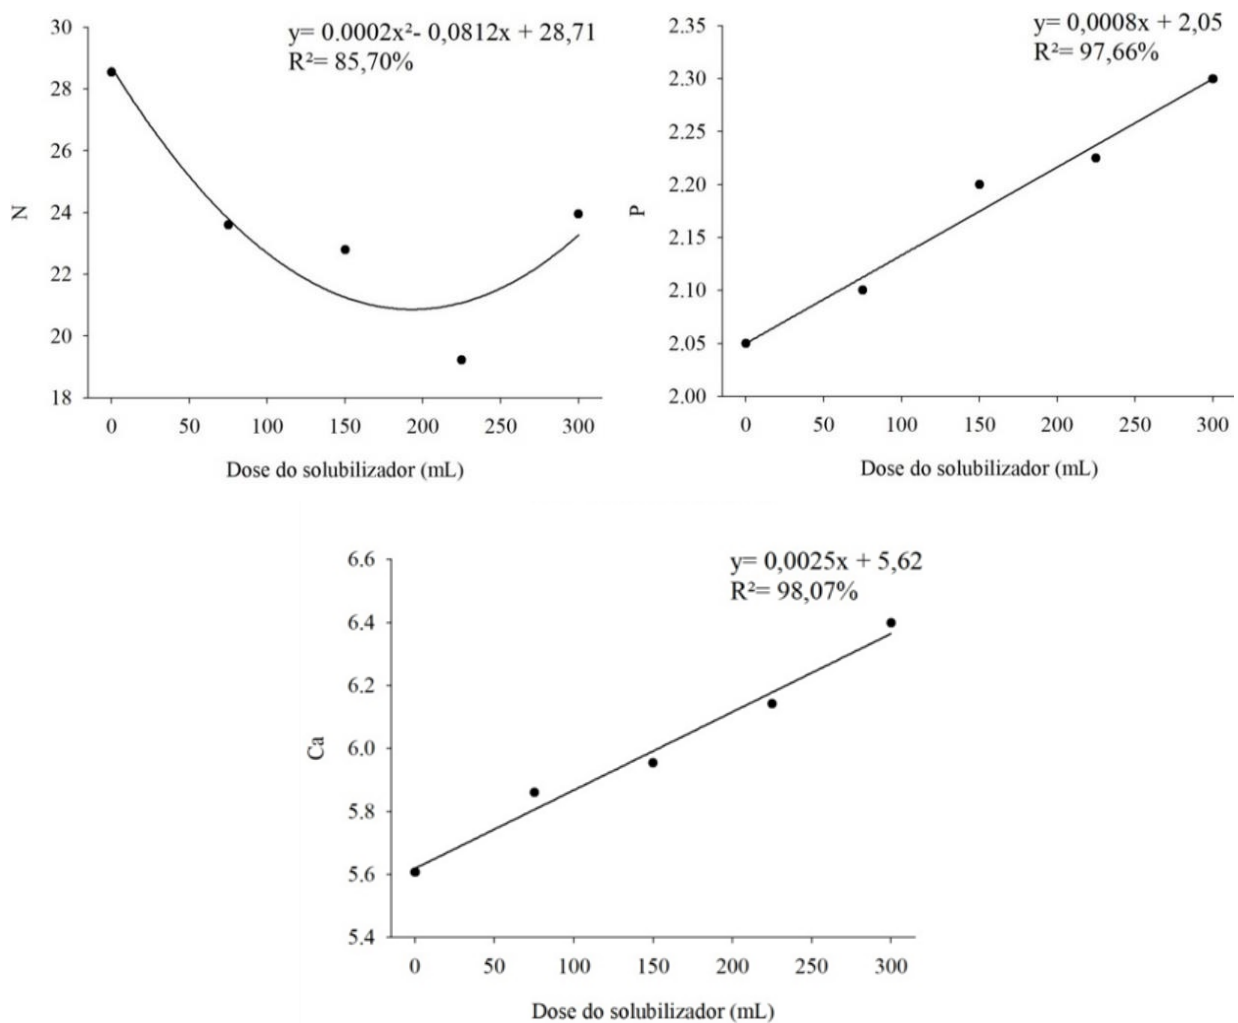 y= 0.0002x²- 0,0812x + 28,71
R²= 85,70%
30
28
26
24
22
20
18
N
0 50 100 150 200 250 300
Dose do solubilizador (mL)
y= 0,0008x + 2,05
R²= 97,66%
2.35
2.30
2.25
2.20
2.15
2.10
2.05
2.00
P
0 50 100 150 200 250 300
Dose do solubilizador (mL)
y= 0,0025x + 5,62
R²= 98,07%
6.6
6.4
6.2
6.0
5.8
5.6
5.4
Ca
0 50 100 150 200 250 300
Dose do solubilizador (mL)